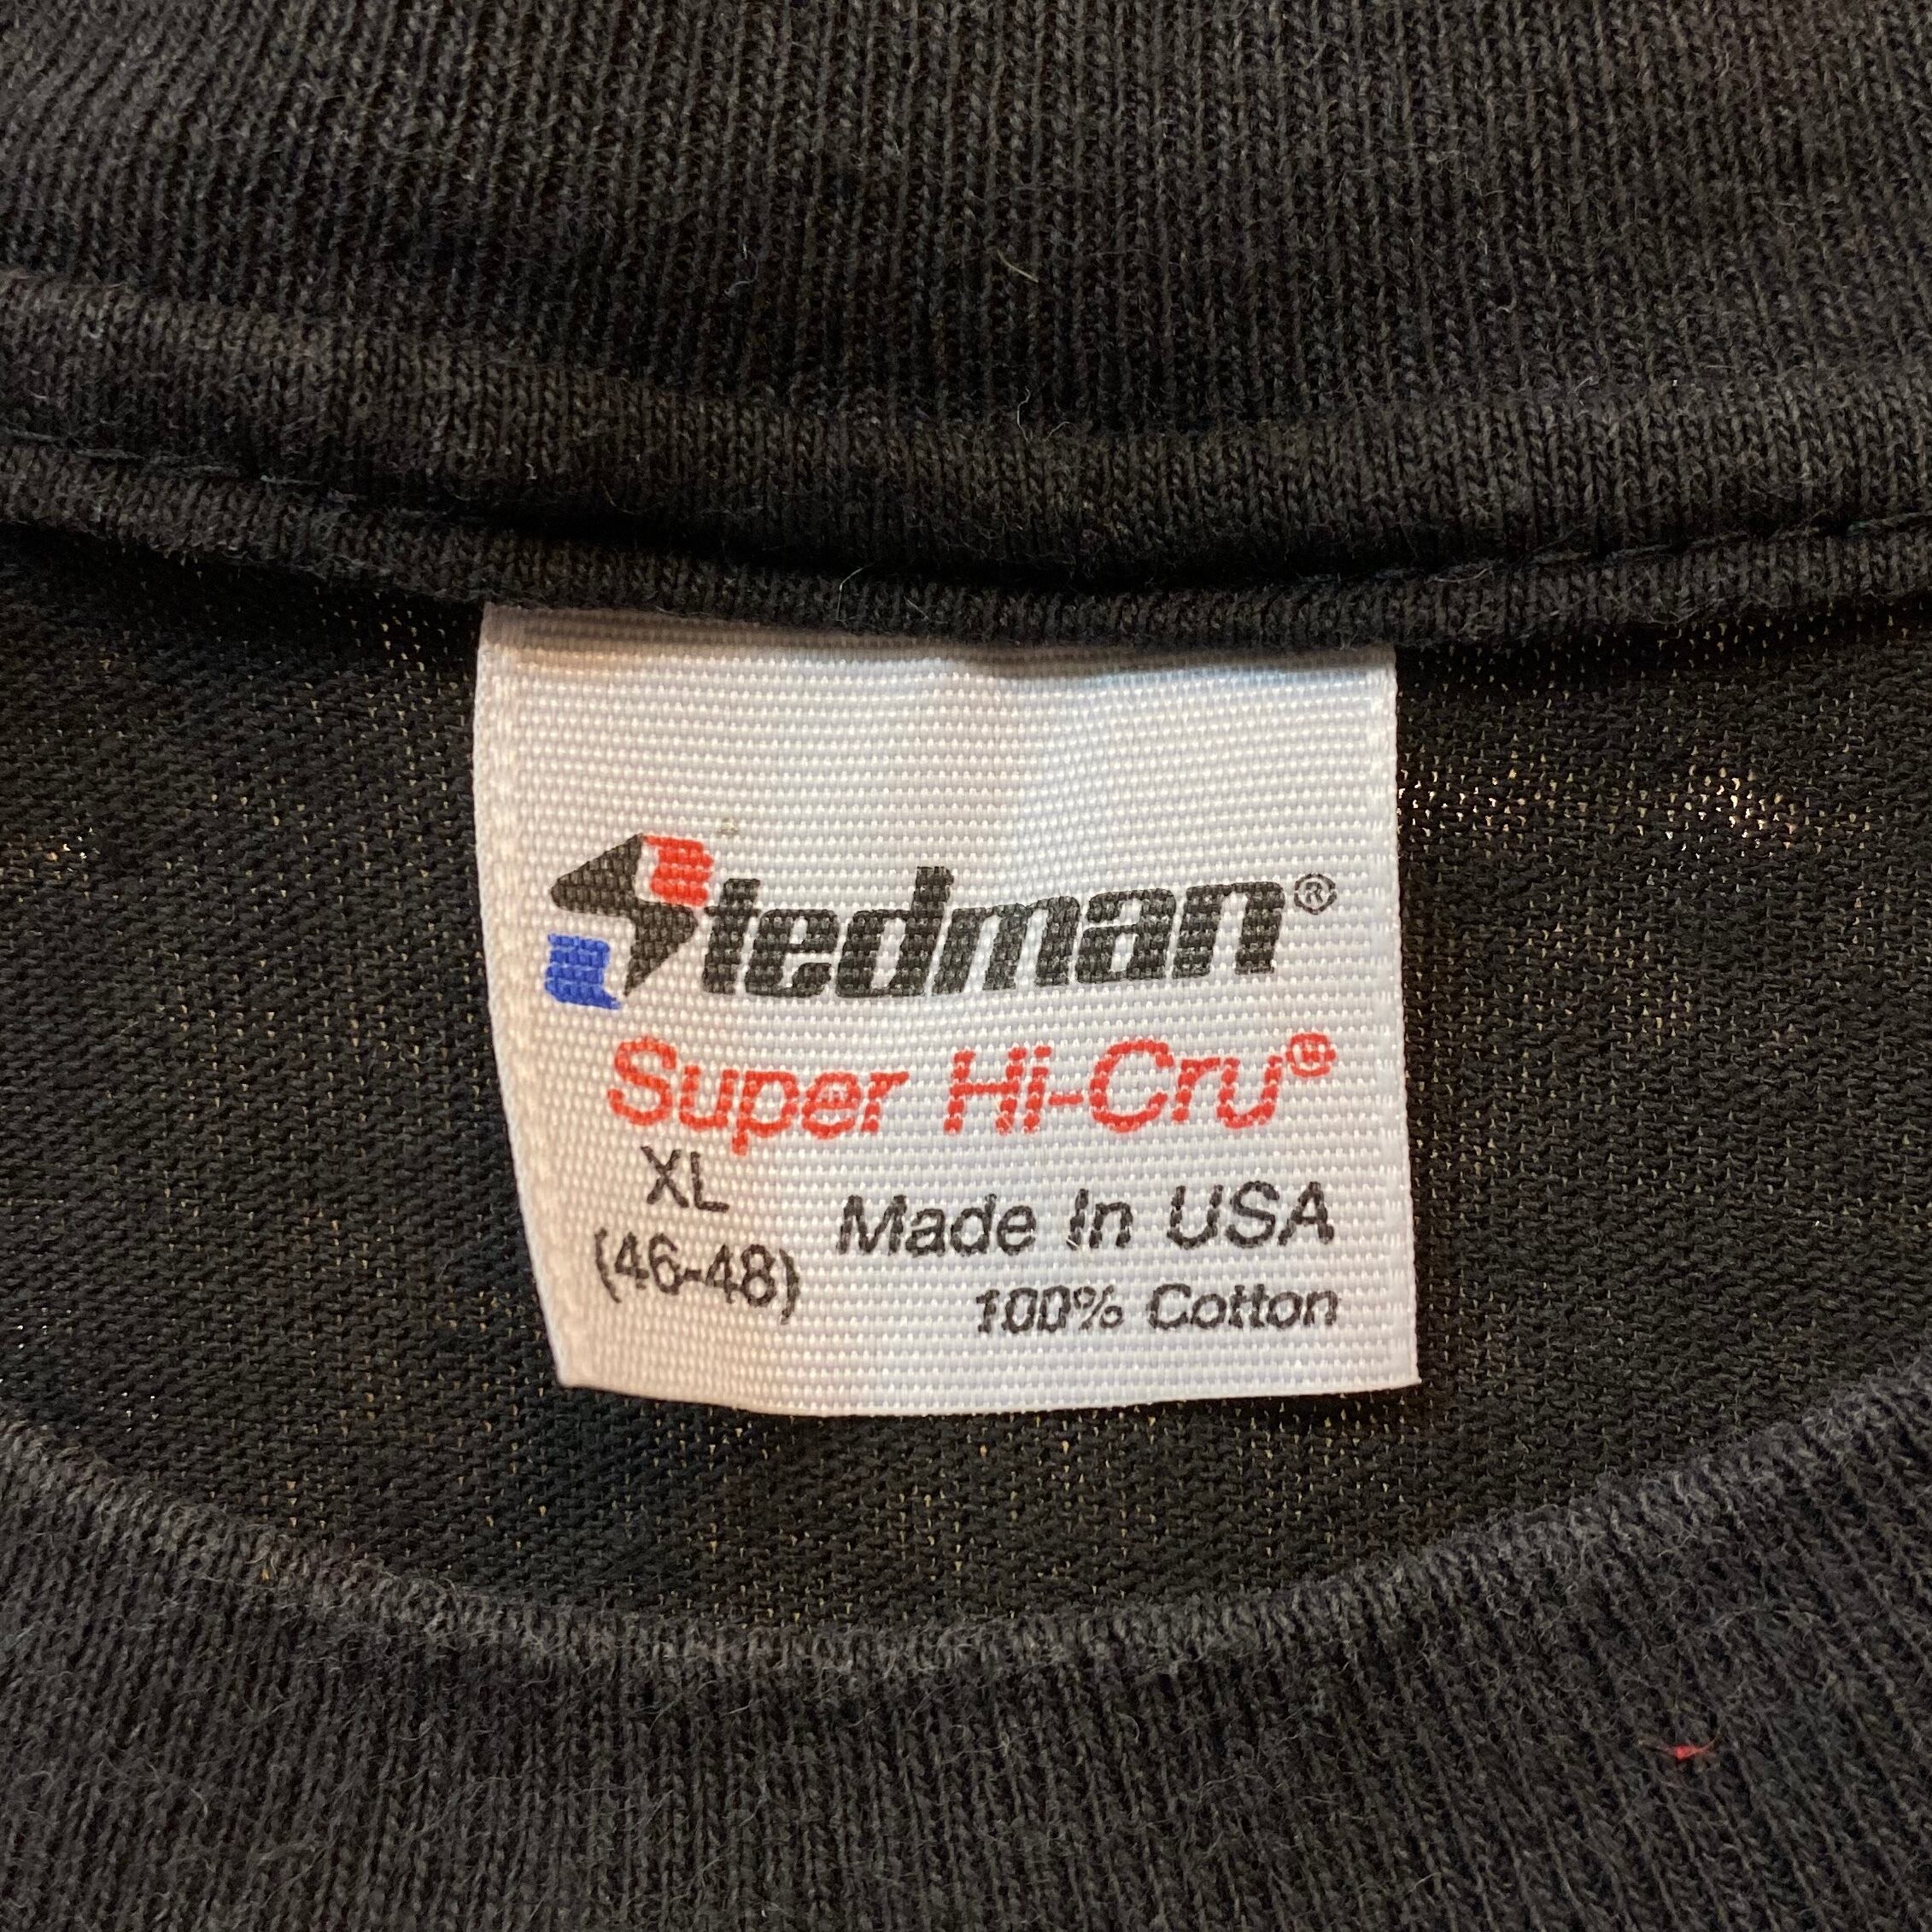 Stedman®
Super Hi-Cru®
XL
(46-48)
Made In USA
100% Cotton